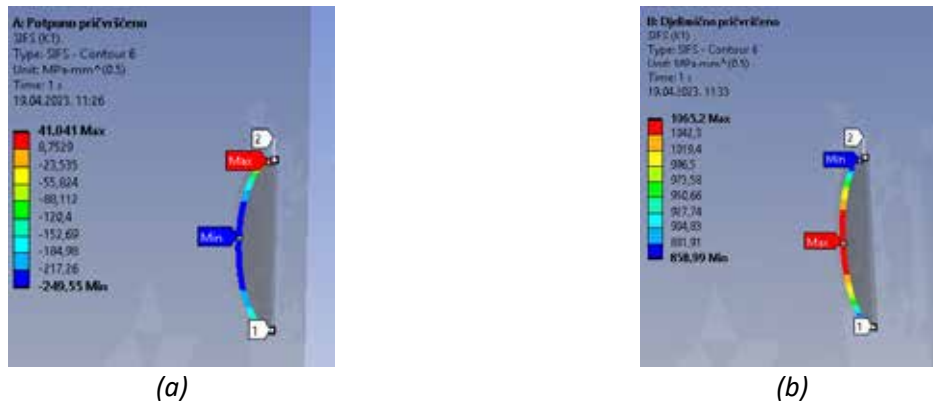 A: Potpuno pričvršćeno
SIFS (K1)
Type: SIFS - Contour 6
Unit: MPa·mm^(0.5)
Time: 1 s
19.04.2023. 11:26
41,041 Max
8,7529
-23,535
-55,824
-88,112
-120,4
-152,69
-184,98
-217,26
-249,55 Min
2
Max
Min
1
(a)
B: Djelimično pričvršćeno
SIFS (K1)
Type: SIFS - Contour 6
Unit: MPa·mm^(0.5)
Time: 1 s
19.04.2023. 11:33
1065,2 Max
1042,3
1019,4
996,5
973,58
950,66
927,74
904,83
881,91
858,99 Min
2
Min
Max
1
(b)